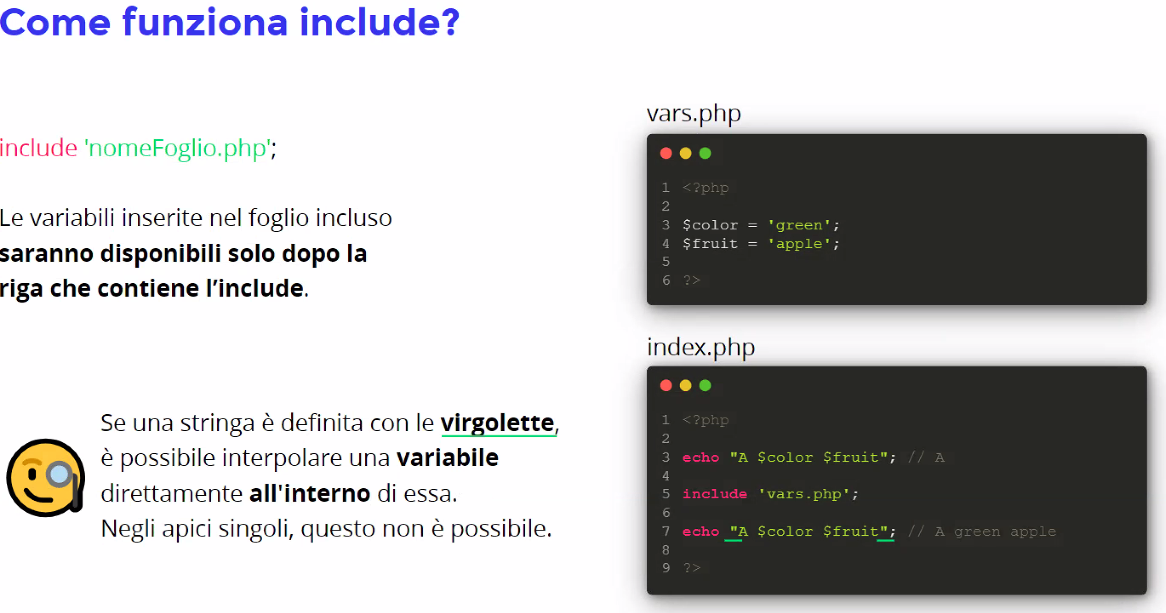 Come funziona include?
include 'nomeFoglio.php';
Le variabili inserite nel foglio incluso
saranno disponibili solo dopo la
riga che contiene l’include.
Se una stringa è definita con le virgolette,
è possibile interpolare una variabile
direttamente all'interno di essa.
Negli apici singoli, questo non è possibile.
vars.php
1 <?php
2
3 $color = 'green';
4 $fruit = 'apple';
5
6 ?>
index.php
1 <?php
2
3 echo "A $color $fruit"; // A
4
5 include 'vars.php';
6
7 echo "A $color $fruit"; // A green apple
8
9 ?>